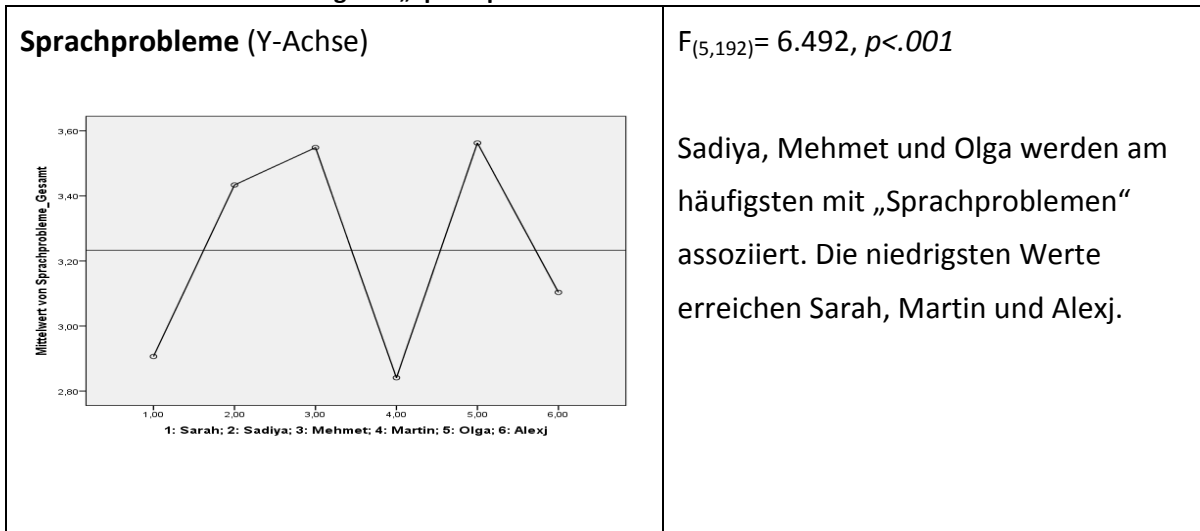 Sprachprobleme (Y-Achse)
Mittelwert von Sprachprobleme_Gesamt
3,60
3,40
3,20
3,00
2,80
1,00 2,00 3,00 4,00 5,00 6,00
1: Sarah; 2: Sadiya; 3: Mehmet; 4: Martin; 5: Olga; 6: Alexj
F(5,192)= 6.492, p<.001
Sadiya, Mehmet und Olga werden am
häufigsten mit „Sprachproblemen“
assoziiert. Die niedrigsten Werte
erreichen Sarah, Martin und Alexj.